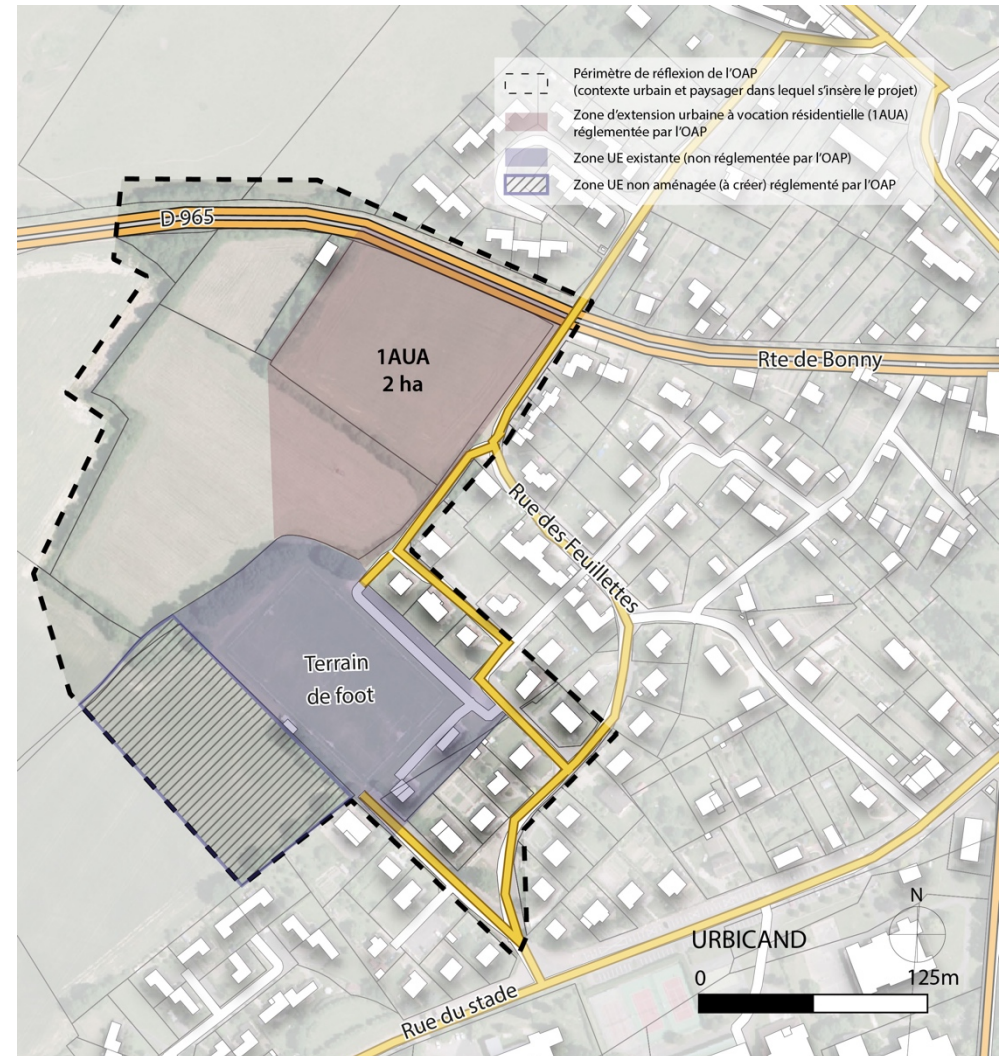 Périmètre de réflexion de l'OAP
(contexte urbain et paysager dans lequel s'insère le projet)
Zone d'extension urbaine à vocation résidentielle (1AUA)
réglementée par l'OAP
Zone UE existante (non réglementée par l'OAP)
Zone UE non aménagée (à créer) réglementé par l'OAP
D 965
1AUA
2 ha
Rte de Bonny
Rue des Feuillettes
Terrain
de foot
N
URBICAND
0 125m
Rue du stade